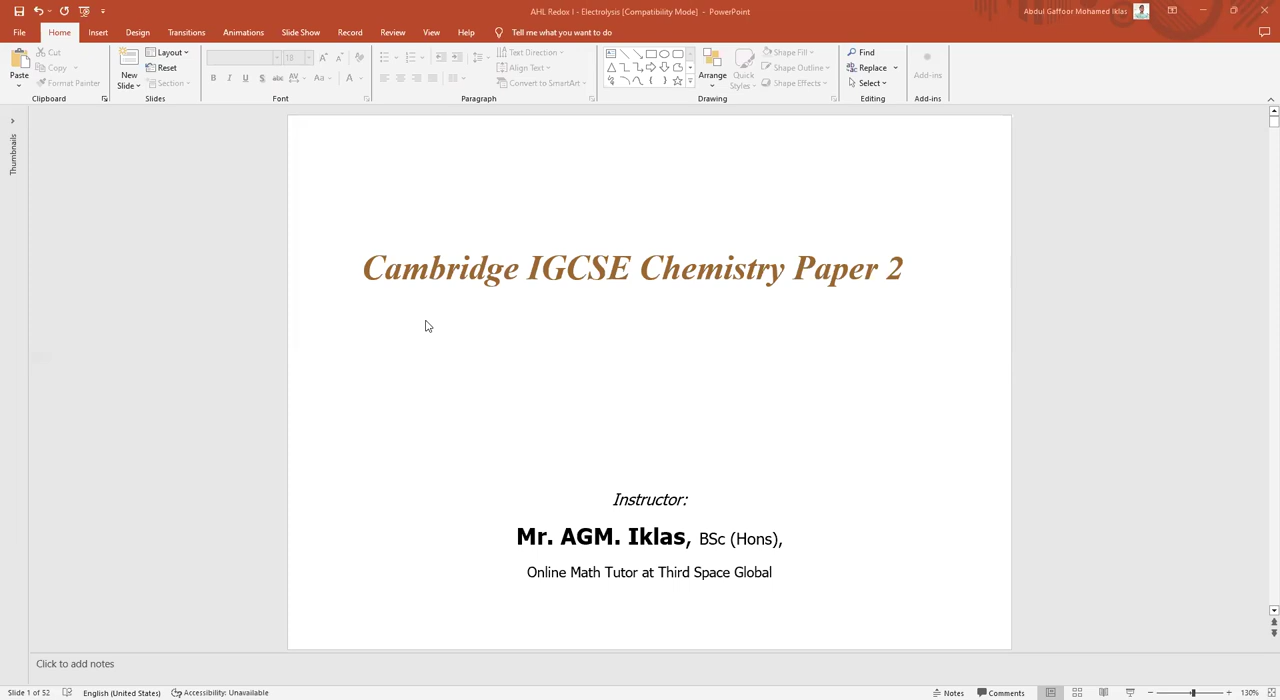 AHL Redox I - Electrolysis [Compatibility Mode] - PowerPoint
Abdul Gaffoor Mohamed Iklas
File Home Insert Design Transitions Animations Slide Show Record Review View Help Tell me what you want to do
Paste
Cut
Copy
Format Painter
Clipboard
New
Slide
Layout
Reset
Section
Slides
18
B I U S abc AV Aa A
Font
Text Direction
Align Text
Convert to SmartArt
Paragraph
Arrange
Quick
Styles
Shape Fill
Shape Outline
Shape Effects
Drawing
Find
Replace
Select
Editing
Add-ins
Add-ins
Thumbnails
Cambridge IGCSE Chemistry Paper 2
Instructor:
Mr. AGM. Iklas, BSc (Hons),
Online Math Tutor at Third Space Global
Click to add notes
Slide 1 of 52 English (United States) Accessibility: Unavailable Notes Comments 130%